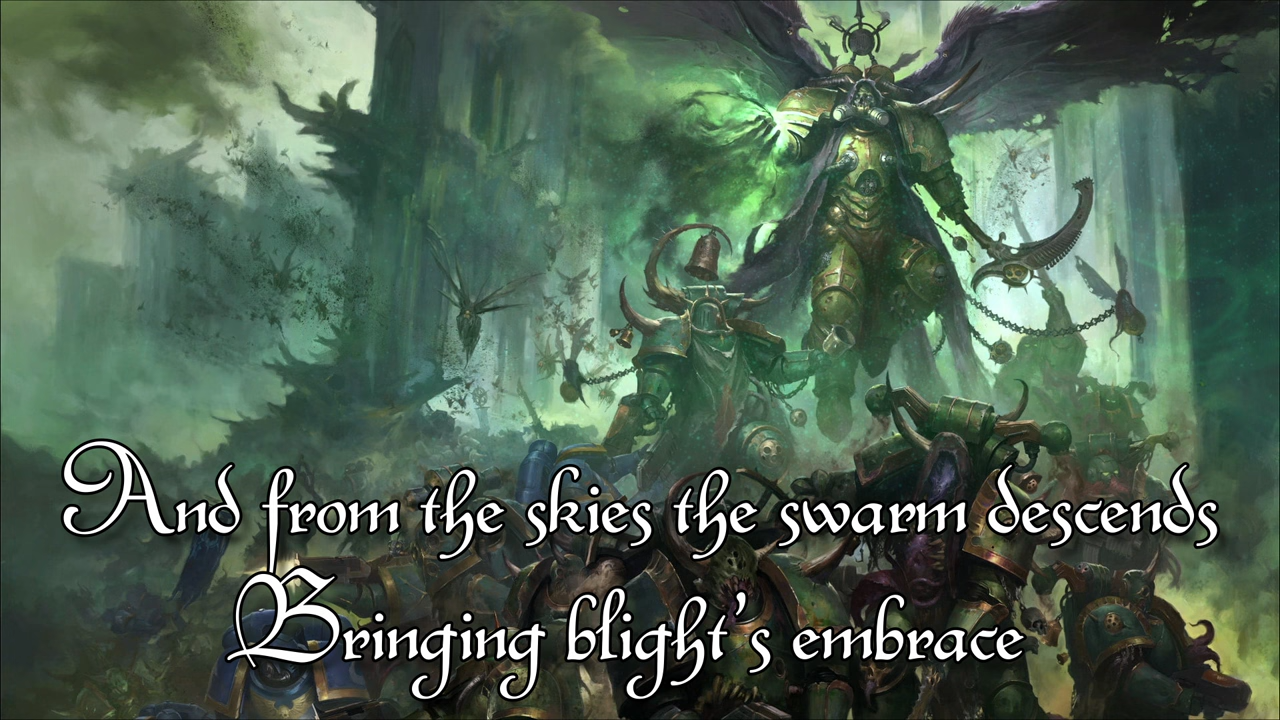 And from the skies the swarm descends
Bringing blight's embrace